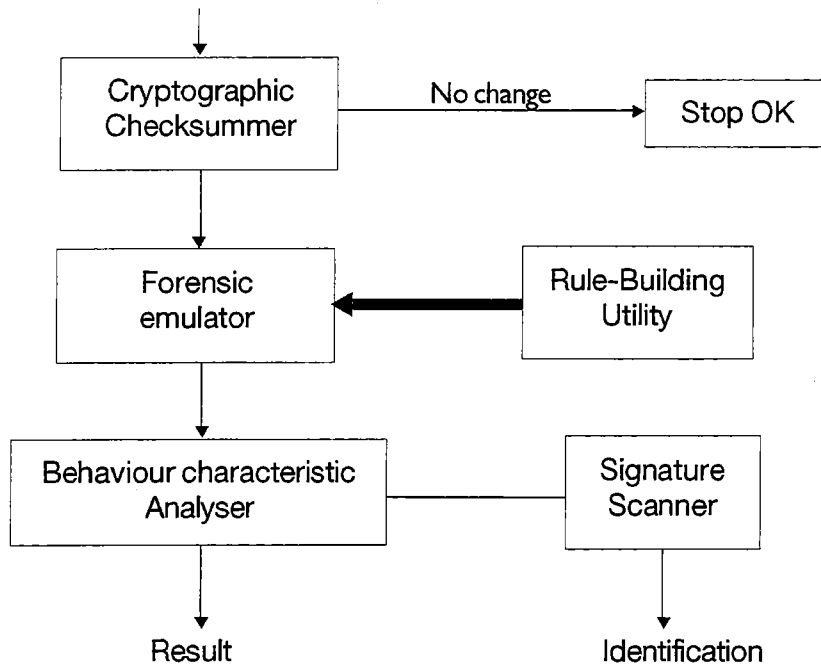 Cryptographic
Checksummer
No change
Stop OK
Forensic
emulator
Rule-Building
Utility
Behaviour characteristic
Analyser
Signature
Scanner
Result
Identification